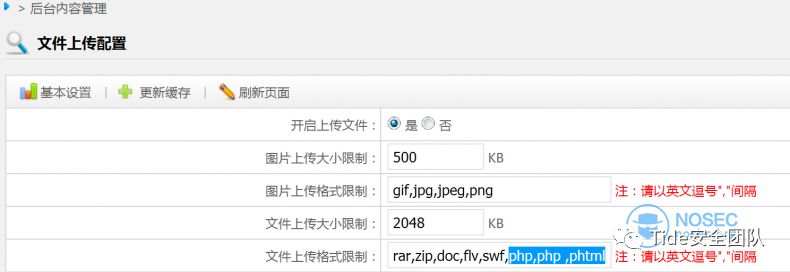 > 后台内容管理
文件上传配置
基本设置 | 更新缓存 | 刷新页面
开启上传文件： 是 否
图片上传大小限制： 500 KB
图片上传格式限制： gif,jpg,jpeg,png 注：请以英文逗号","间隔
文件上传大小限制： 2048 KB
NOSEC
Tide安全团队
文件上传格式限制： rar,zip,doc,flv,swf,php,php ,phtml 注：请以英文逗号","间隔